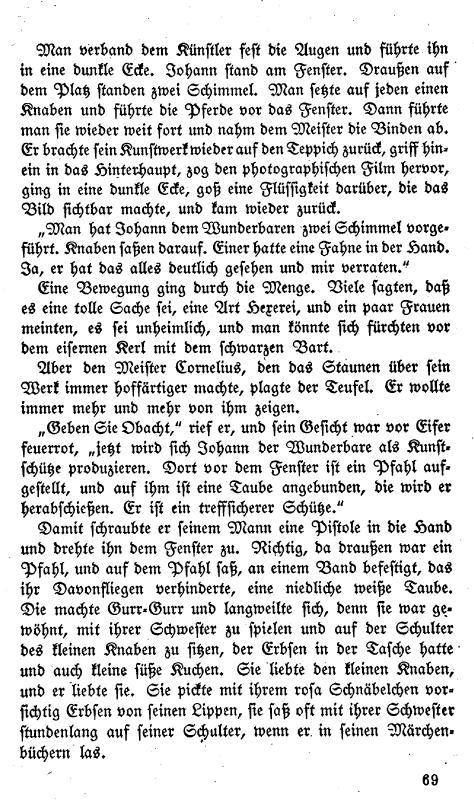 Man verband dem Künstler fest die Augen und führte ihn
in eine dunkle Ecke. Johann stand am Fenster. Draußen auf
dem Platz standen zwei Schimmel. Man setzte auf jeden einen
Knaben und führte die Pferde vor das Fenster. Dann führte
man sie wieder weit fort und nahm dem Meister die Binden ab.
Er brachte sein Kunstwerk wieder auf den Teppich zurück, griff hin-
ein in das Hinterhaupt, zog den photographischen Film hervor,
ging in eine dunkle Ecke, goß eine Flüssigkeit darüber, die das
Bild sichtbar machte, und kam wieder zurück.
„Man hat Johann dem Wunderbaren zwei Schimmel vorge-
führt. Knaben saßen darauf. Einer hatte eine Fahne in der Hand.
Ja, er hat das alles deutlich gesehen und mir verraten.“
Eine Bewegung ging durch die Menge. Viele sagten, daß
es eine tolle Sache sei, eine Art Hexerei, und ein paar Frauen
meinten, es sei unheimlich, und man könnte sich fürchten vor
dem eisernen Kerl mit dem schwarzen Bart.
Aber den Meister Cornelius, den das Staunen über sein
Werk immer hoffärtiger machte, plagte der Teufel. Er wollte
immer mehr und mehr von ihm zeigen.
„Geben Sie Obacht,“ rief er, und sein Gesicht war vor Eifer
feuerrot, „jetzt wird sich Johann der Wunderbare als Kunst-
schütze produzieren. Dort vor dem Fenster ist ein Pfahl auf-
gestellt, und auf ihm ist eine Taube angebunden, die wird er
herabschießen. Er ist ein treffsicherer Schütze.“
Damit schraubte er seinem Mann eine Pistole in die Hand
und drehte ihn dem Fenster zu. Richtig, da draußen war ein
Pfahl, und auf dem Pfahl saß, an einem Band befestigt, das
ihr Davonfliegen verhinderte, eine niedliche weiße Taube.
Die machte Gurr-Gurr und langweilte sich, denn sie war ge-
wöhnt, mit ihrer Schwester zu spielen und auf der Schulter
des kleinen Knaben zu sitzen, der Erbsen in der Tasche hatte
und auch kleine süße Kuchen. Sie liebte den kleinen Knaben,
und er liebte sie. Sie pickte mit ihrem rosa Schnäbelchen vor-
sichtig Erbsen von seinen Lippen, sie saß oft mit ihrer Schwester
stundenlang auf seiner Schulter, wenn er in seinen Märchen-
büchern las.
69